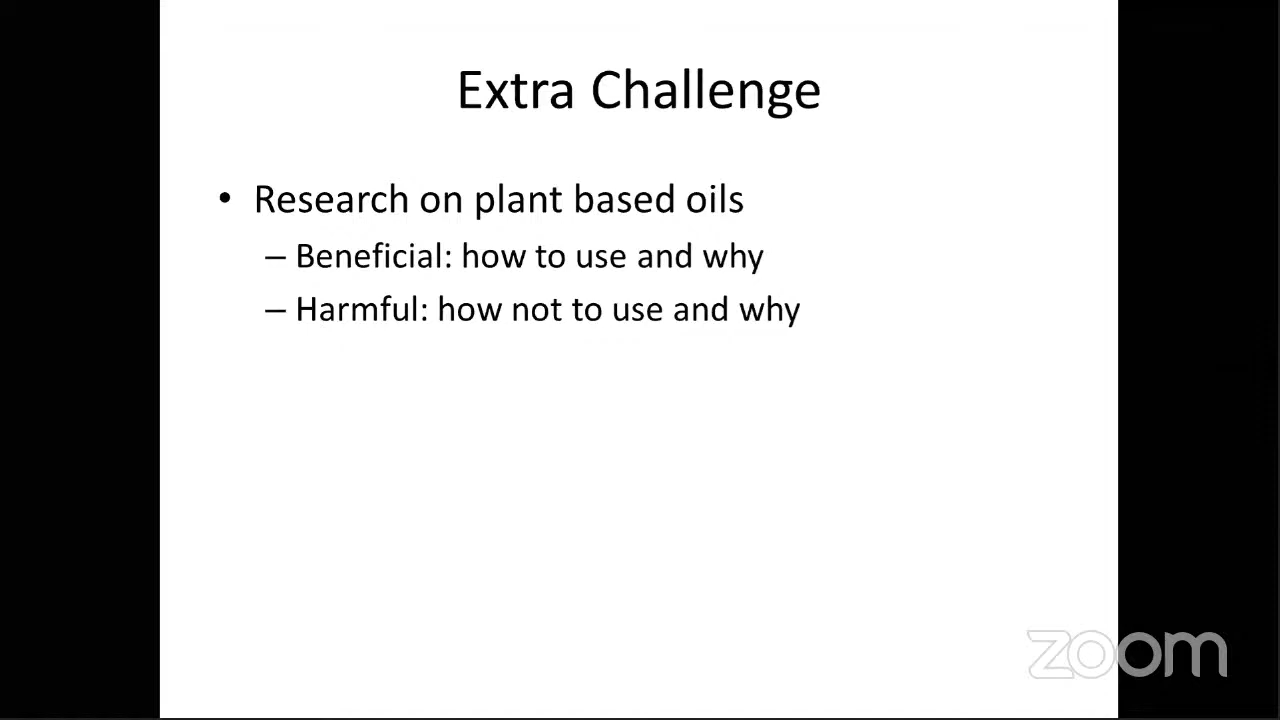 Extra Challenge
• Research on plant based oils
– Beneficial: how to use and why
– Harmful: how not to use and why
zoom